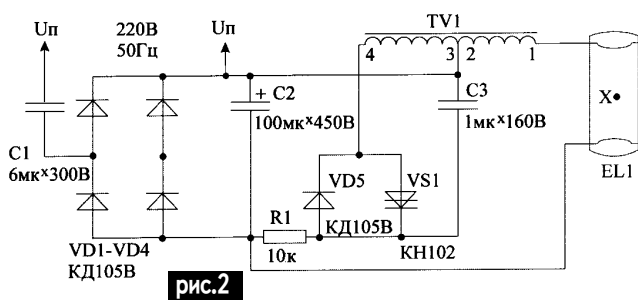 Uп
220В
50Гц
Uп
TV1
4
3
2
1
+ C2
100мк×450В
C3
1мк×160В
X
C1
6мк×300В
EL1
VD5
VS1
R1
КД105В
КН102
10к
VD1-VD4
КД105В
рис.2